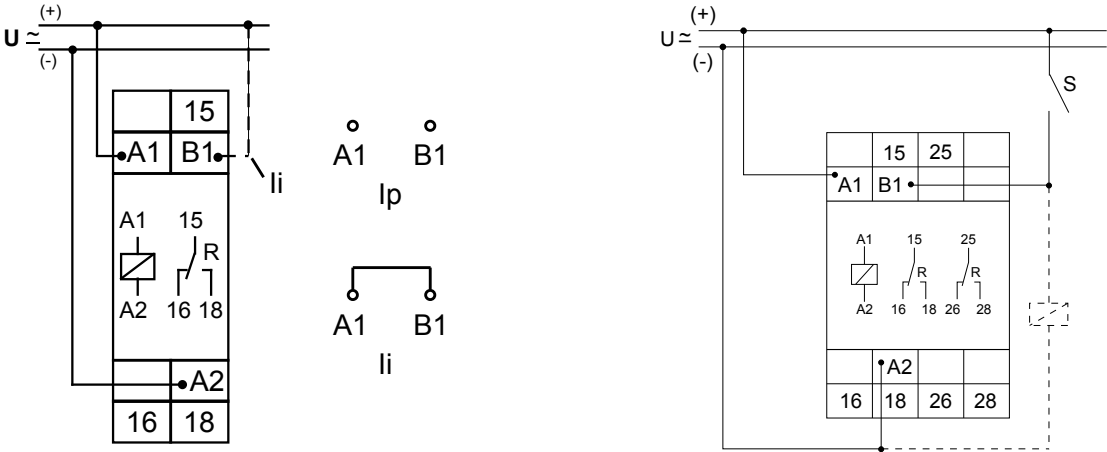 (+)
U ≃
(-)
15
A1 B1
Ii
A1 15
R
A2 16 18
A2
16 18
A1 B1
Ip
A1 B1
Ii
(+)
U ≃
(-)
S
15 25
A1 B1
A1 15 25
R R
A2 16 18 26 28
A2
16 18 26 28